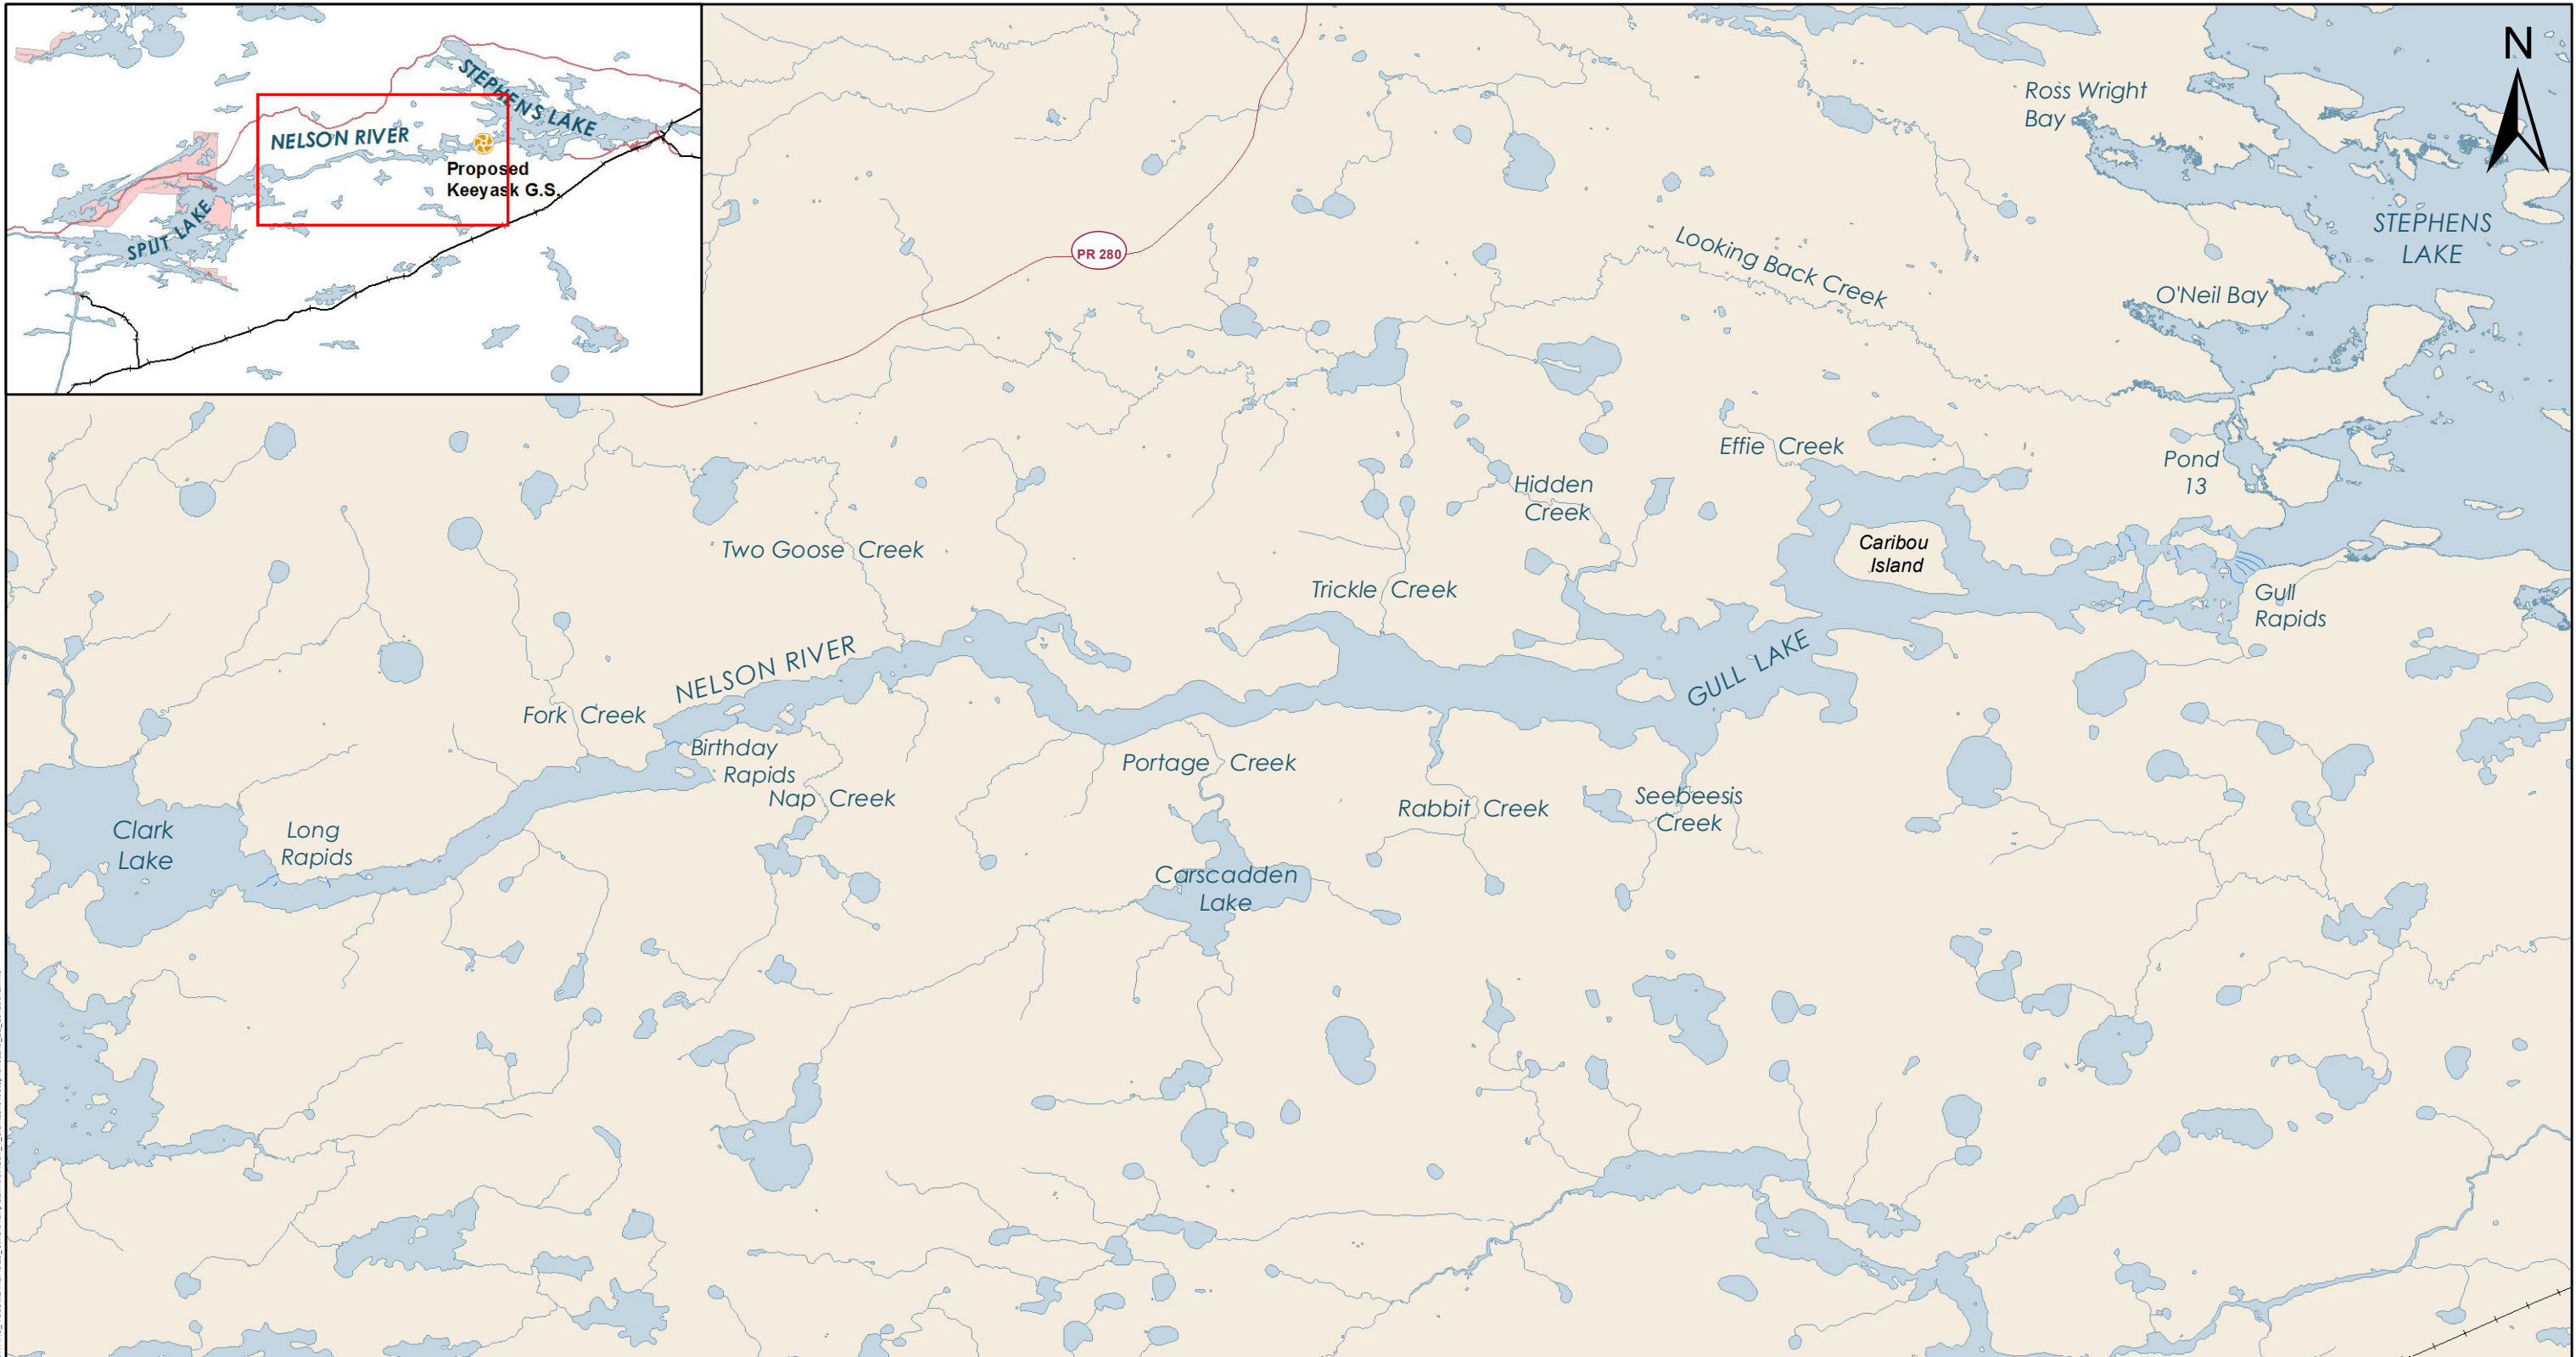 STEPHENS LAKE
NELSON RIVER
Proposed
Keeyask G.S.
SPLIT LAKE
N
Ross Wright
Bay
STEPHENS
LAKE
PR 280
Looking Back Creek
O'Neil Bay
Effie Creek
Pond
13
Hidden
Creek
Two Goose Creek
Caribou
Island
Trickle Creek
Gull
Rapids
NELSON RIVER
GULL LAKE
Fork Creek
Birthday
Rapids
Portage Creek
Nap Creek
Rabbit Creek
Seebeesis
Creek
Clark
Lake
Long
Rapids
Carscadden
Lake